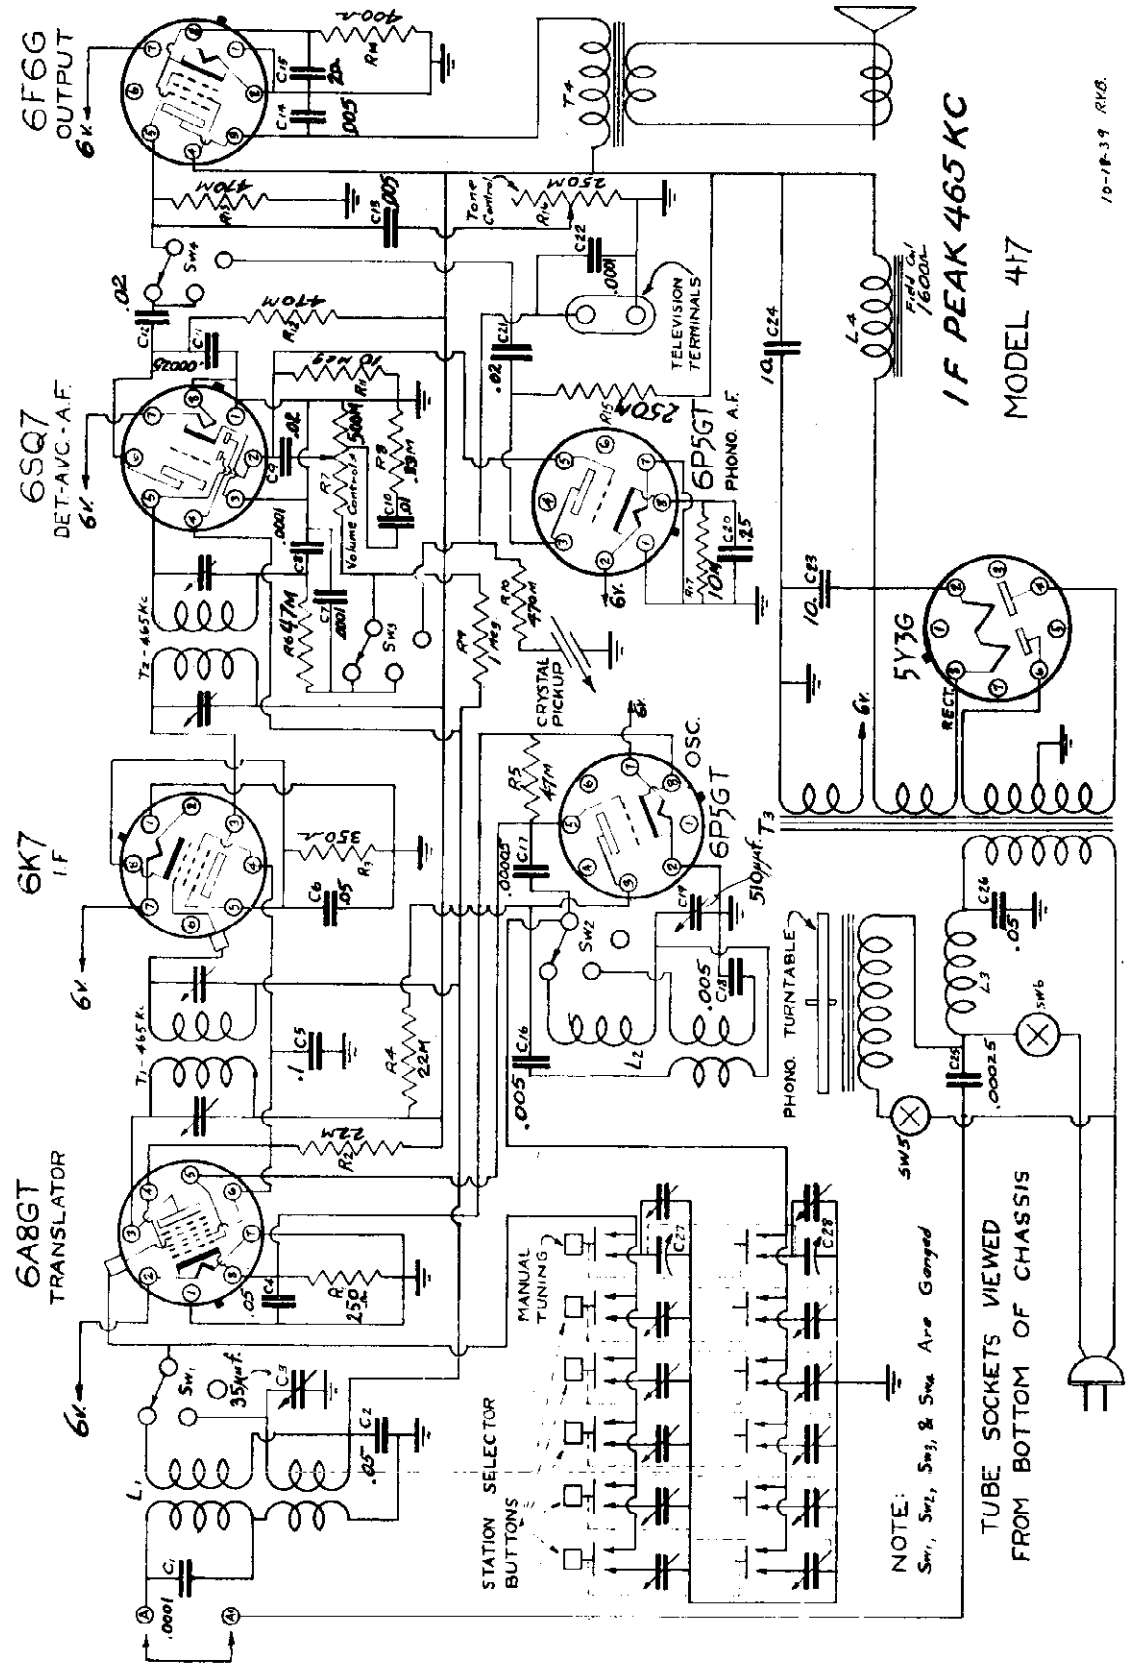 6A8GT
TRANSLATOR
6K7
IF
6SQ7
DET-AVC.-A.F.
6F6G
OUTPUT
6V.
6V
6V.
6V.
A
A
C1
.0001
L1
SW1
35μμf.
C3
C2
.05
C4
.05
R1
250Ω
R2
22M
T1-465Kc
C5
.1
R4
22M
C6
.05
R3
350Ω
T2-465Kc
R6
47M
C7
.0001
C8
.0001
C9
.02
SW3
R7
500M
Volume Control
C10
.01
R8
R9
1 Meg.
R10
470M
R11
10 Meg
R12
470M
C11
.00025
C12
.02
SW4
R13
470M
C13
.005
C14
.005
C15
20.
R14
400Ω
T4
Tone
Control
R16
250M
C22
.0001
C21
.02
TELEVISION
TERMINALS
R15
250M
6P5GT
PHONO. A.F.
6V.
R17
10M
C20
.25
CRYSTAL
PICKUP
C16
.005
SW2
C17
.00005
R5
47M
OSC.
6P5GT
6V.
L2
C18
.005
C19
510μμf.
STATION SELECTOR
BUTTONS
MANUAL
TUNING
C27
C28
PHONO. TURNTABLE
SW5
SW6
C25
.00025
L3
C26
.05
T3
6V.
RECT.
5Y3G
C23
10.
C24
10.
L4
Field Coil
1600Ω
IF PEAK 465KC
MODEL 417
10-18-39 RVB.
NOTE:
Sw1, Sw2, Sw3, & Sw4 Are Ganged
TUBE SOCKETS VIEWED
FROM BOTTOM OF CHASSIS